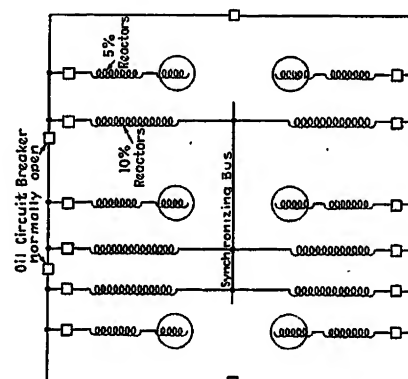 5%
Reactors
10%
Reactors
Oil Circuit Breaker
normally open
Synchronizing Bus